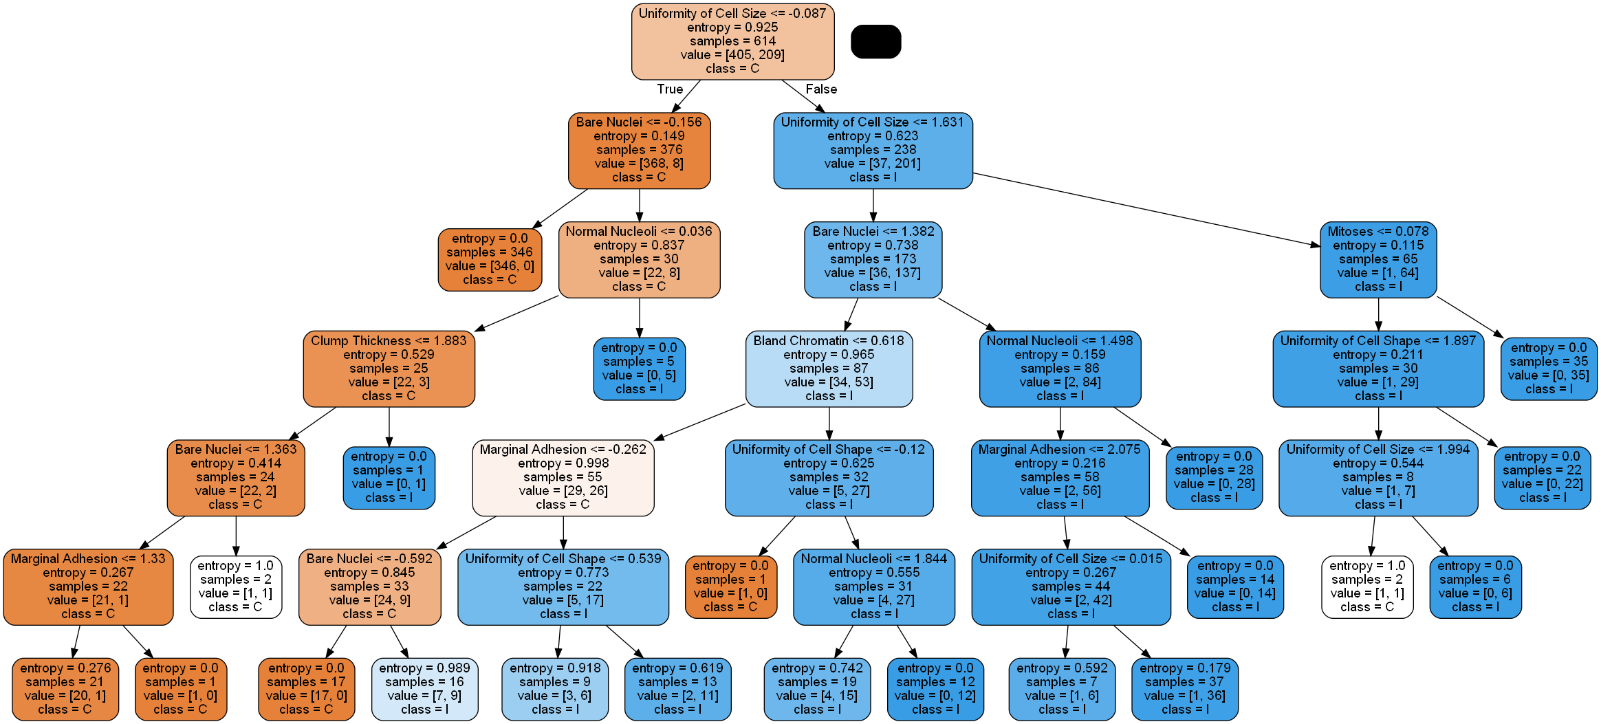 Uniformity of Cell Size <= -0.087
entropy = 0.925
samples = 614
value = [405, 209]
class = C
True
False
Bare Nuclei <= -0.156
entropy = 0.149
samples = 376
value = [368, 8]
class = C
Uniformity of Cell Size <= 1.631
entropy = 0.623
samples = 238
value = [37, 201]
class = I
entropy = 0.0
samples = 346
value = [346, 0]
class = C
Normal Nucleoli <= 0.036
entropy = 0.837
samples = 30
value = [22, 8]
class = C
Bare Nuclei <= 1.382
entropy = 0.738
samples = 173
value = [36, 137]
class = I
Mitoses <= 0.078
entropy = 0.115
samples = 65
value = [1, 64]
class = I
Clump Thickness <= 1.883
entropy = 0.529
samples = 25
value = [22, 3]
class = C
entropy = 0.0
samples = 5
value = [0, 5]
class = I
Bland Chromatin <= 0.618
entropy = 0.965
samples = 87
value = [34, 53]
class = I
Normal Nucleoli <= 1.498
entropy = 0.159
samples = 86
value = [2, 84]
class = I
Uniformity of Cell Shape <= 1.897
entropy = 0.211
samples = 30
value = [1, 29]
class = I
entropy = 0.0
samples = 35
value = [0, 35]
class = I
Bare Nuclei <= 1.363
entropy = 0.414
samples = 24
value = [22, 2]
class = C
entropy = 0.0
samples = 1
value = [0, 1]
class = I
Marginal Adhesion <= -0.262
entropy = 0.998
samples = 55
value = [29, 26]
class = C
Uniformity of Cell Shape <= -0.12
entropy = 0.625
samples = 32
value = [5, 27]
class = I
Marginal Adhesion <= 2.075
entropy = 0.216
samples = 58
value = [2, 56]
class = I
entropy = 0.0
samples = 28
value = [0, 28]
class = I
Uniformity of Cell Size <= 1.994
entropy = 0.544
samples = 8
value = [1, 7]
class = I
entropy = 0.0
samples = 22
value = [0, 22]
class = I
Marginal Adhesion <= 1.33
entropy = 0.267
samples = 22
value = [21, 1]
class = C
entropy = 1.0
samples = 2
value = [1, 1]
class = C
Bare Nuclei <= -0.592
entropy = 0.845
samples = 33
value = [24, 9]
class = C
Uniformity of Cell Shape <= 0.539
entropy = 0.773
samples = 22
value = [5, 17]
class = I
entropy = 0.0
samples = 1
value = [1, 0]
class = C
Normal Nucleoli <= 1.844
entropy = 0.555
samples = 31
value = [4, 27]
class = I
Uniformity of Cell Size <= 0.015
entropy = 0.267
samples = 44
value = [2, 42]
class = I
entropy = 0.0
samples = 14
value = [0, 14]
class = I
entropy = 1.0
samples = 2
value = [1, 1]
class = C
entropy = 0.0
samples = 6
value = [0, 6]
class = I
entropy = 0.276
samples = 21
value = [20, 1]
class = C
entropy = 0.0
samples = 1
value = [1, 0]
class = C
entropy = 0.0
samples = 17
value = [17, 0]
class = C
entropy = 0.989
samples = 16
value = [7, 9]
class = I
entropy = 0.918
samples = 9
value = [3, 6]
class = I
entropy = 0.619
samples = 13
value = [2, 11]
class = I
entropy = 0.742
samples = 19
value = [4, 15]
class = I
entropy = 0.0
samples = 12
value = [0, 12]
class = I
entropy = 0.592
samples = 7
value = [1, 6]
class = I
entropy = 0.179
samples = 37
value = [1, 36]
class = I